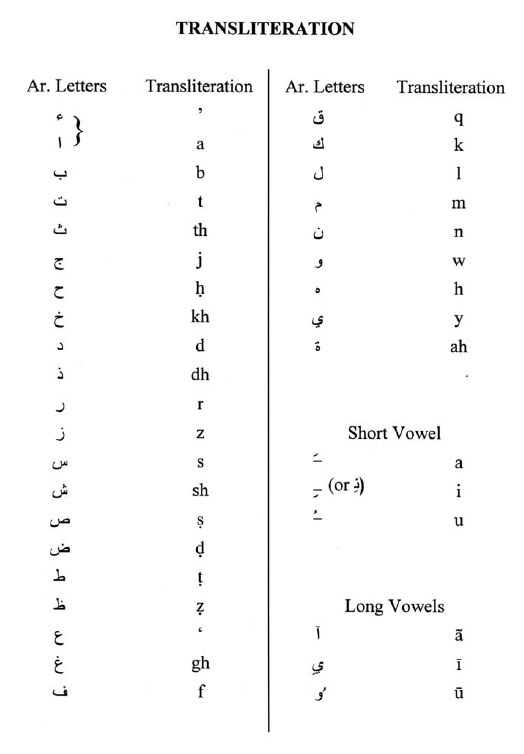 TRANSLITERATION
Ar. Letters Transliteration
ء } ’
ا a
ب b
ت t
ث th
ج j
ح ḥ
خ kh
د d
ذ dh
ر r
ز z
س s
ش sh
ص ṣ
ض ḍ
ط ṭ
ظ ẓ
ع ‘
غ gh
ف f
Ar. Letters Transliteration
ق q
ك k
ل l
م m
ن n
و w
ه h
ي y
ة ah
Short Vowel
ـَ a
ـِ (or ) i
ـُ u
Long Vowels
آ ã
ي ī
ُو ū